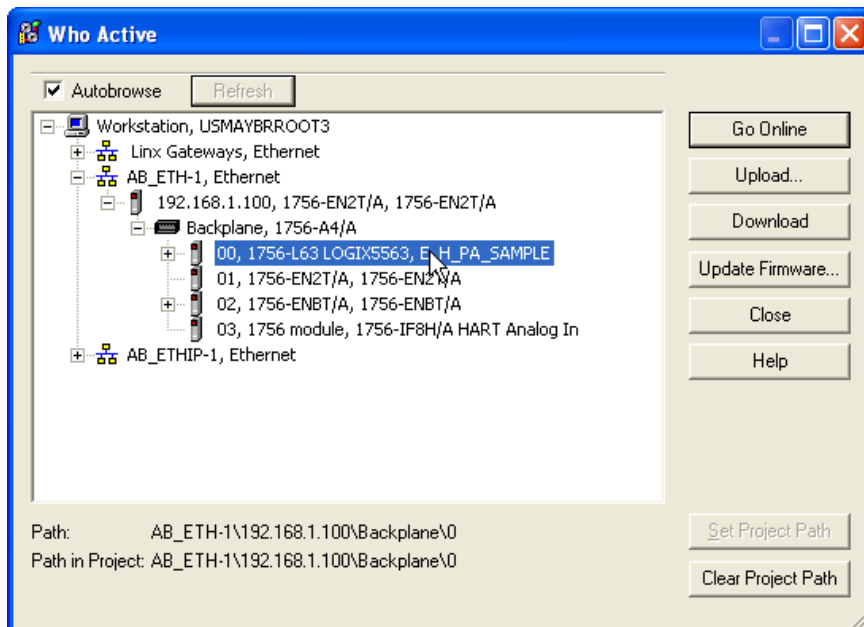 Who Active
Autobrowse
Refresh
Workstation, USMAYBRROOT3
Linx Gateways, Ethernet
AB_ETH-1, Ethernet
192.168.1.100, 1756-EN2T/A, 1756-EN2T/A
Backplane, 1756-A4/A
00, 1756-L63 LOGIX5563, E_H_PA_SAMPLE
01, 1756-EN2T/A, 1756-EN2T/A
02, 1756-ENBT/A, 1756-ENBT/A
03, 1756 module, 1756-IF8H/A HART Analog In
AB_ETHIP-1, Ethernet
Go Online
Upload...
Download
Update Firmware...
Close
Help
Path: AB_ETH-1\192.168.1.100\Backplane\0
Path in Project: AB_ETH-1\192.168.1.100\Backplane\0
Set Project Path
Clear Project Path